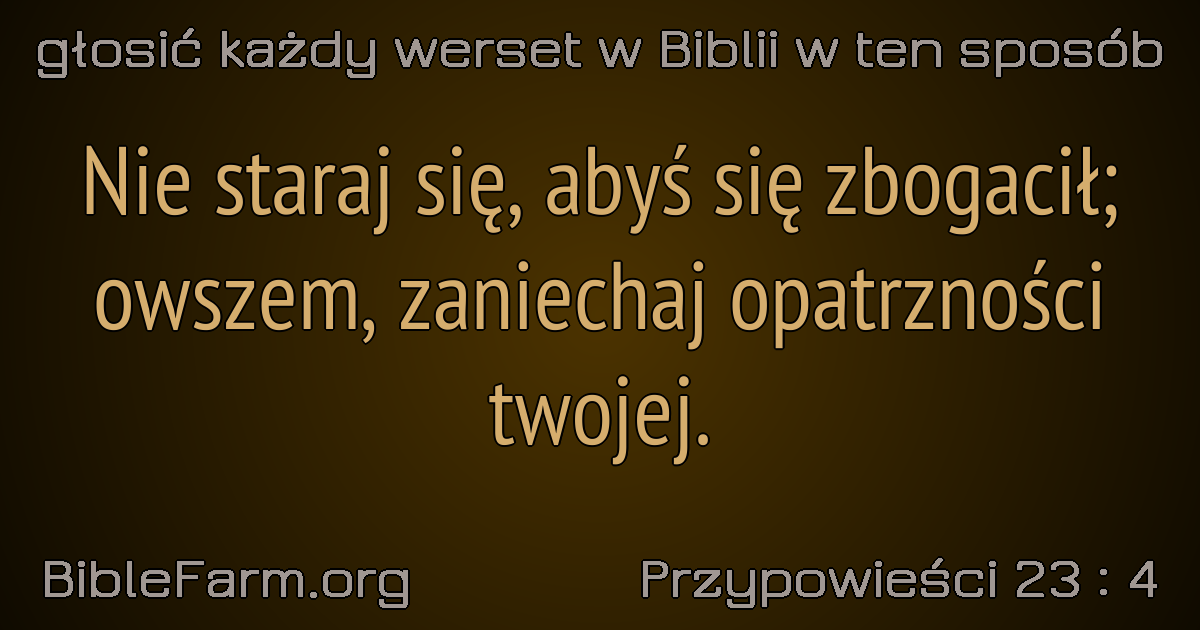 głosić każdy werset w Biblii w ten sposób
Nie staraj się, abyś się zbogacił;
owszem, zaniechaj opatrzności
twojej.
BibleFarm.org
Przypowieści 23 : 4